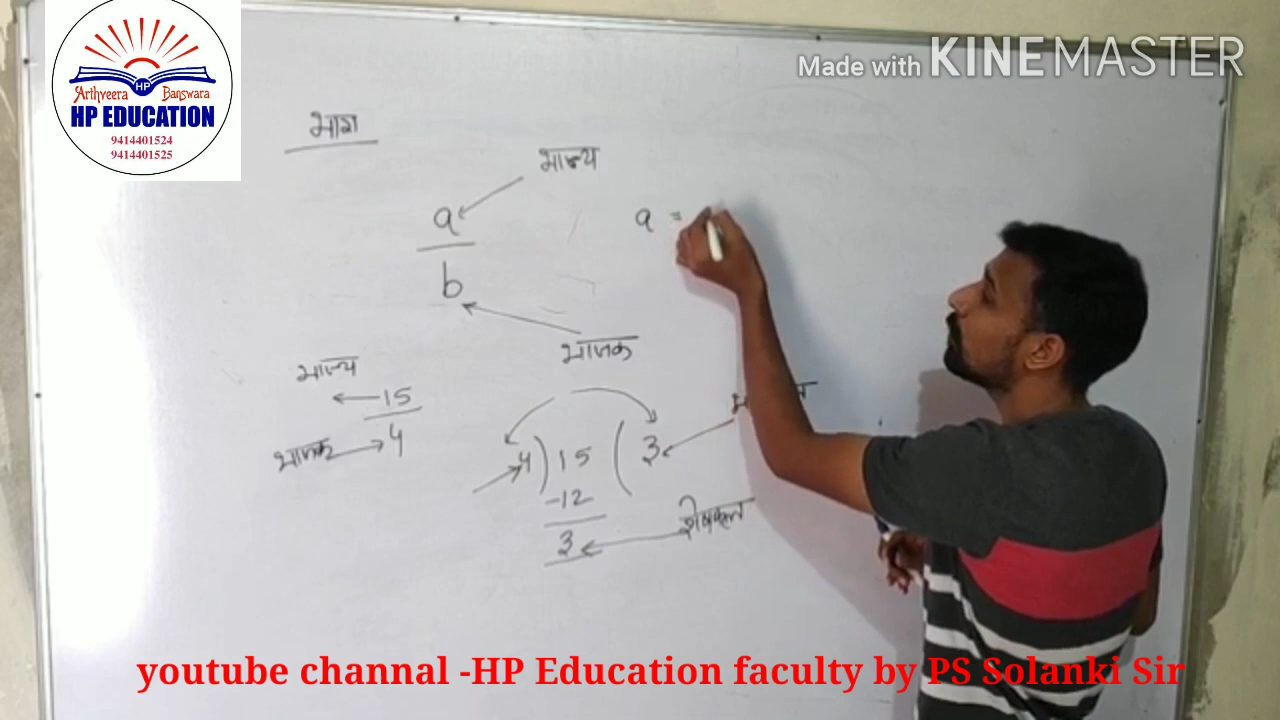 Arthveera Banswara
HP
HP EDUCATION
9414401524
9414401525
Made with KINEMASTER
भाग
भाज्य
a
b
a =
भाजक
भाज्य
15
4
भाजक
4) 15 ( 3
-12
3
शेषफल
youtube channal -HP Education faculty by PS Solanki Sir